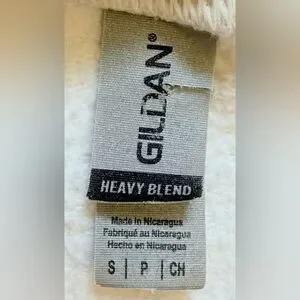 GILDAN®
HEAVY BLEND
Made in Nicaragua
Fabriqué au Nicaragua
Hecho en Nicaragua
S | P | CH